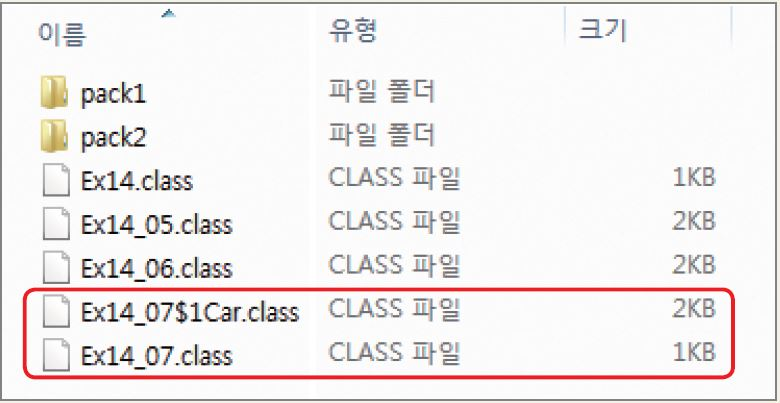 이름 유형 크기
pack1 파일 폴더
pack2 파일 폴더
Ex14.class CLASS 파일 1KB
Ex14_05.class CLASS 파일 2KB
Ex14_06.class CLASS 파일 2KB
Ex14_07$1Car.class CLASS 파일 2KB
Ex14_07.class CLASS 파일 1KB